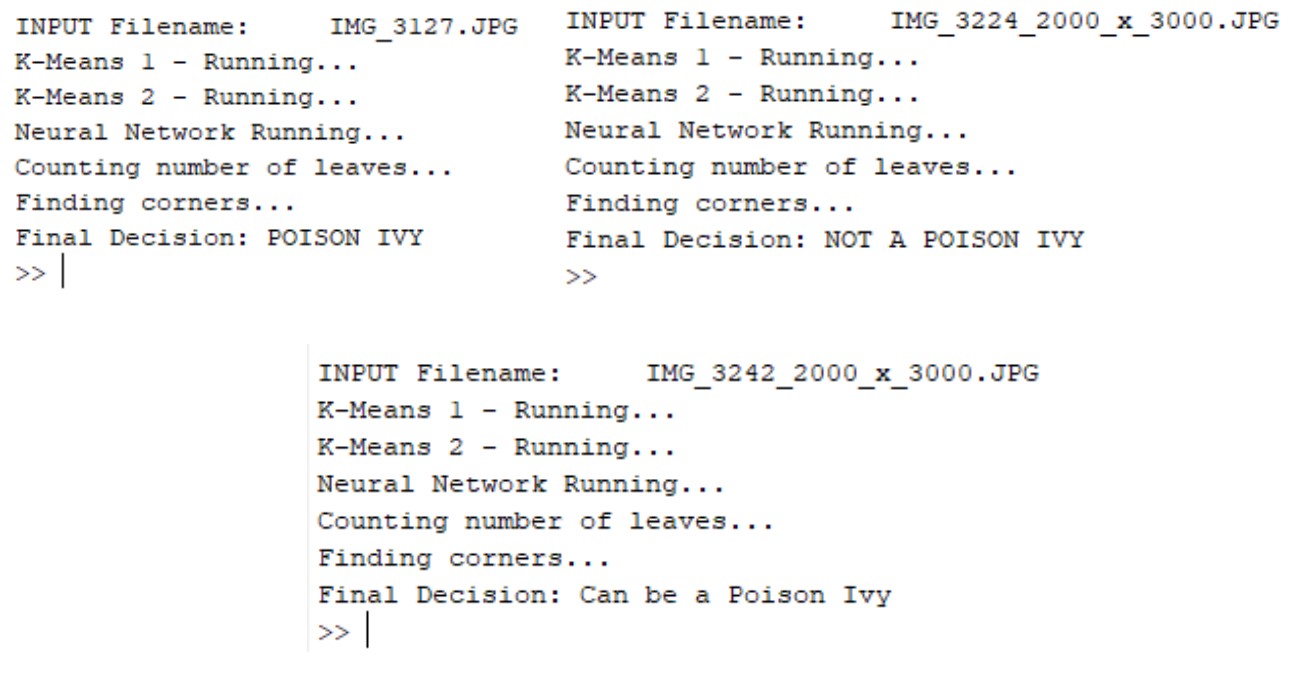 INPUT Filename:     IMG_3127.JPG
K-Means 1 - Running...
K-Means 2 - Running...
Neural Network Running...
Counting number of leaves...
Finding corners...
Final Decision: POISON IVY
>>
INPUT Filename:     IMG_3224_2000_x_3000.JPG
K-Means 1 - Running...
K-Means 2 - Running...
Neural Network Running...
Counting number of leaves...
Finding corners...
Final Decision: NOT A POISON IVY
>>
INPUT Filename:     IMG_3242_2000_x_3000.JPG
K-Means 1 - Running...
K-Means 2 - Running...
Neural Network Running...
Counting number of leaves...
Finding corners...
Final Decision: Can be a Poison Ivy
>>